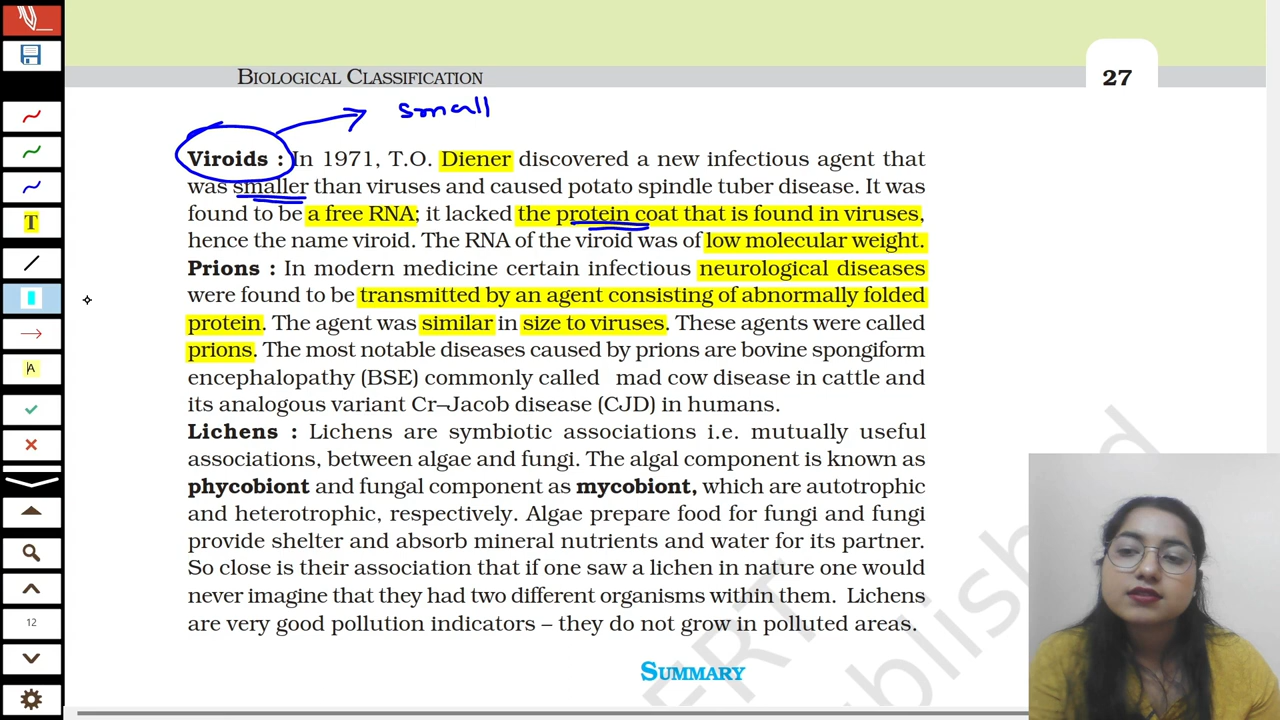 BIOLOGICAL CLASSIFICATION
27
small
Viroids : In 1971, T.O. Diener discovered a new infectious agent that
was smaller than viruses and caused potato spindle tuber disease. It was
found to be a free RNA; it lacked the protein coat that is found in viruses,
hence the name viroid. The RNA of the viroid was of low molecular weight.
Prions : In modern medicine certain infectious neurological diseases
were found to be transmitted by an agent consisting of abnormally folded
protein. The agent was similar in size to viruses. These agents were called
prions. The most notable diseases caused by prions are bovine spongiform
encephalopathy (BSE) commonly called mad cow disease in cattle and
its analogous variant Cr–Jacob disease (CJD) in humans.
Lichens : Lichens are symbiotic associations i.e. mutually useful
associations, between algae and fungi. The algal component is known as
phycobiont and fungal component as mycobiont, which are autotrophic
and heterotrophic, respectively. Algae prepare food for fungi and fungi
provide shelter and absorb mineral nutrients and water for its partner.
So close is their association that if one saw a lichen in nature one would
never imagine that they had two different organisms within them. Lichens
are very good pollution indicators – they do not grow in polluted areas.
SUMMARY
T
A
12